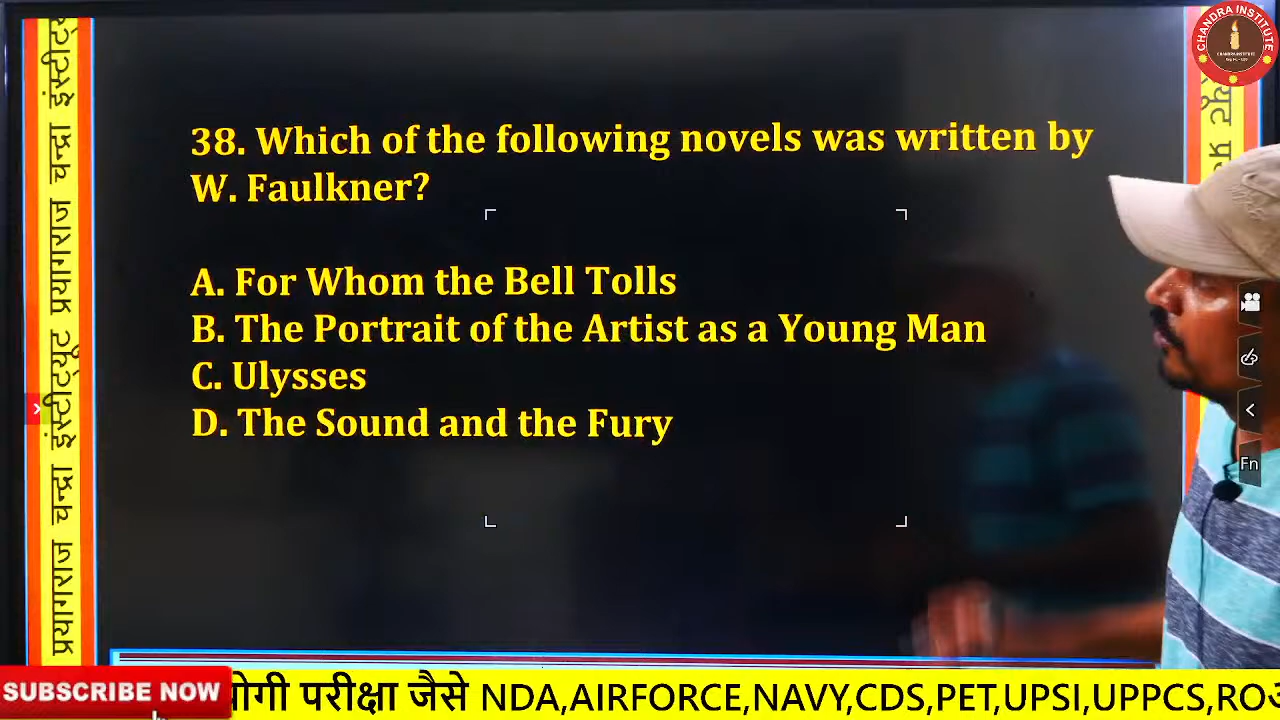 CHANDRA INSTITUTE
38. Which of the following novels was written by
W. Faulkner?
A. For Whom the Bell Tolls
B. The Portrait of the Artist as a Young Man
C. Ulysses
D. The Sound and the Fury
प्रयागराज चन्द्रा इंस्टीट्यूट प्रयागराज चन्द्रा इंस्टीट
Fn
SUBSCRIBE NOW
योगी परीक्षा जैसे NDA,AIRFORCE,NAVY,CDS,PET,UPSI,UPPCS,RO